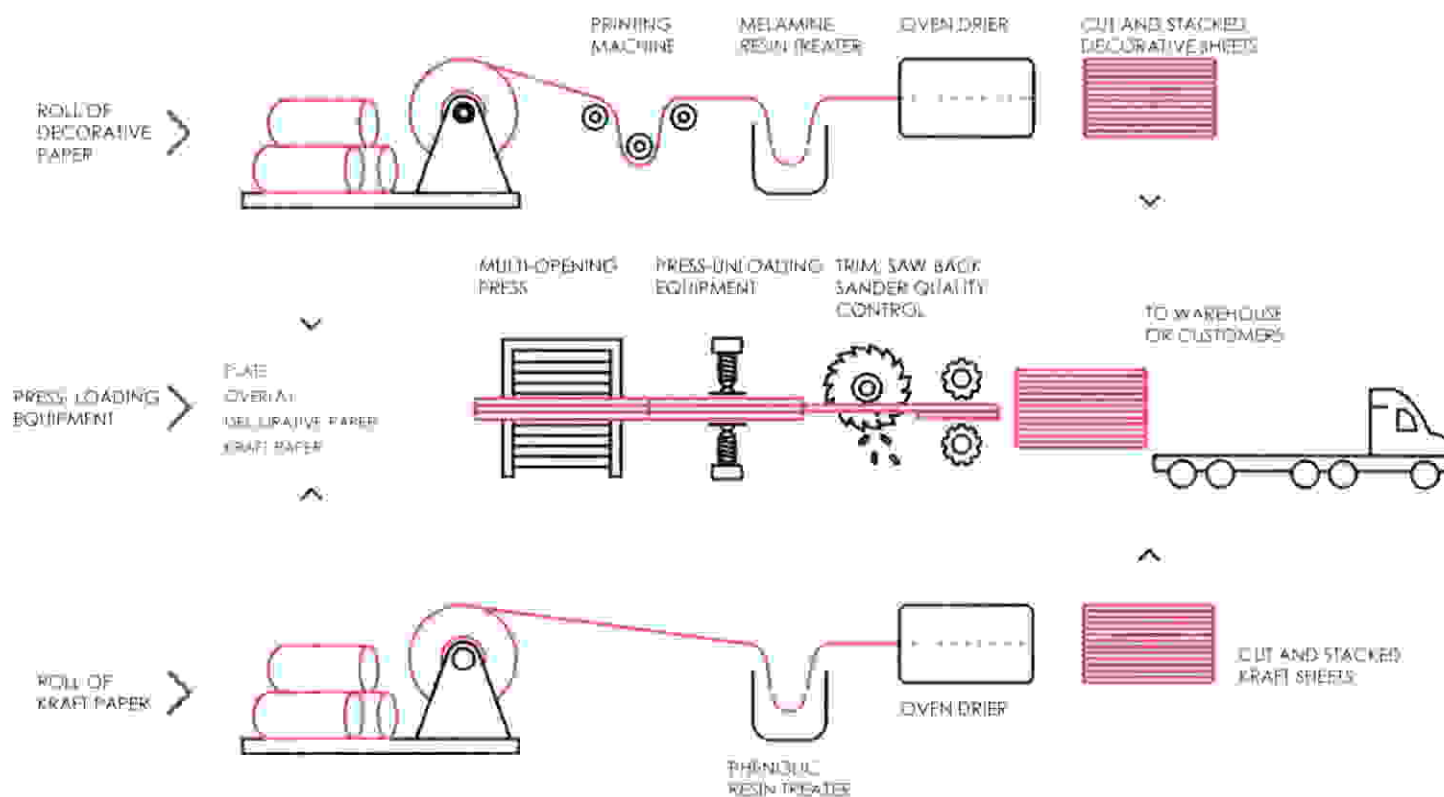 PRINTING
MACHINE
MELAMINE
RESIN TREATER
OVEN DRIER
CUT AND STACKED
DECORATIVE SHEETS
ROLL OF
DECORATIVE
PAPER
MULTI-OPENING
PRESS
PRESS-UNLOADING
EQUIPMENT
TRIM, SAW BACK
SANDER QUALITY
CONTROL
TO WAREHOUSE
OR CUSTOMERS
PRESS LOADING
EQUIPMENT
PLATE
OVERLAY
DECORATIVE PAPER
KRAFT PAPER
ROLL OF
KRAFT PAPER
OVEN DRIER
CUT AND STACKED
KRAFT SHEETS
PHENOLIC
RESIN TREATER